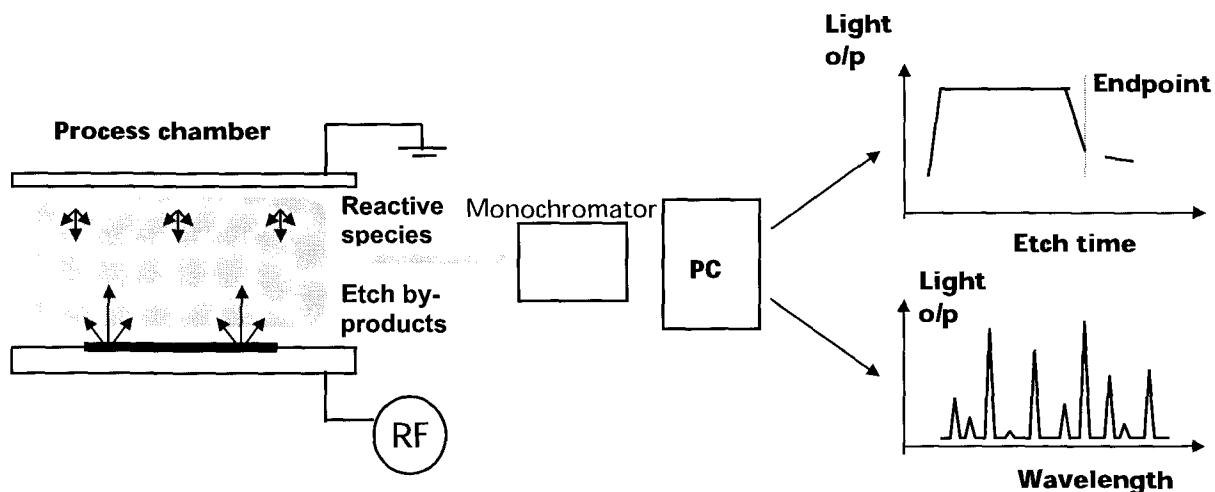 Process chamber
Reactive
species
Etch by-
products
RF
Monochromator
PC
Light
o/p
Endpoint
Etch time
Light
o/p
Wavelength